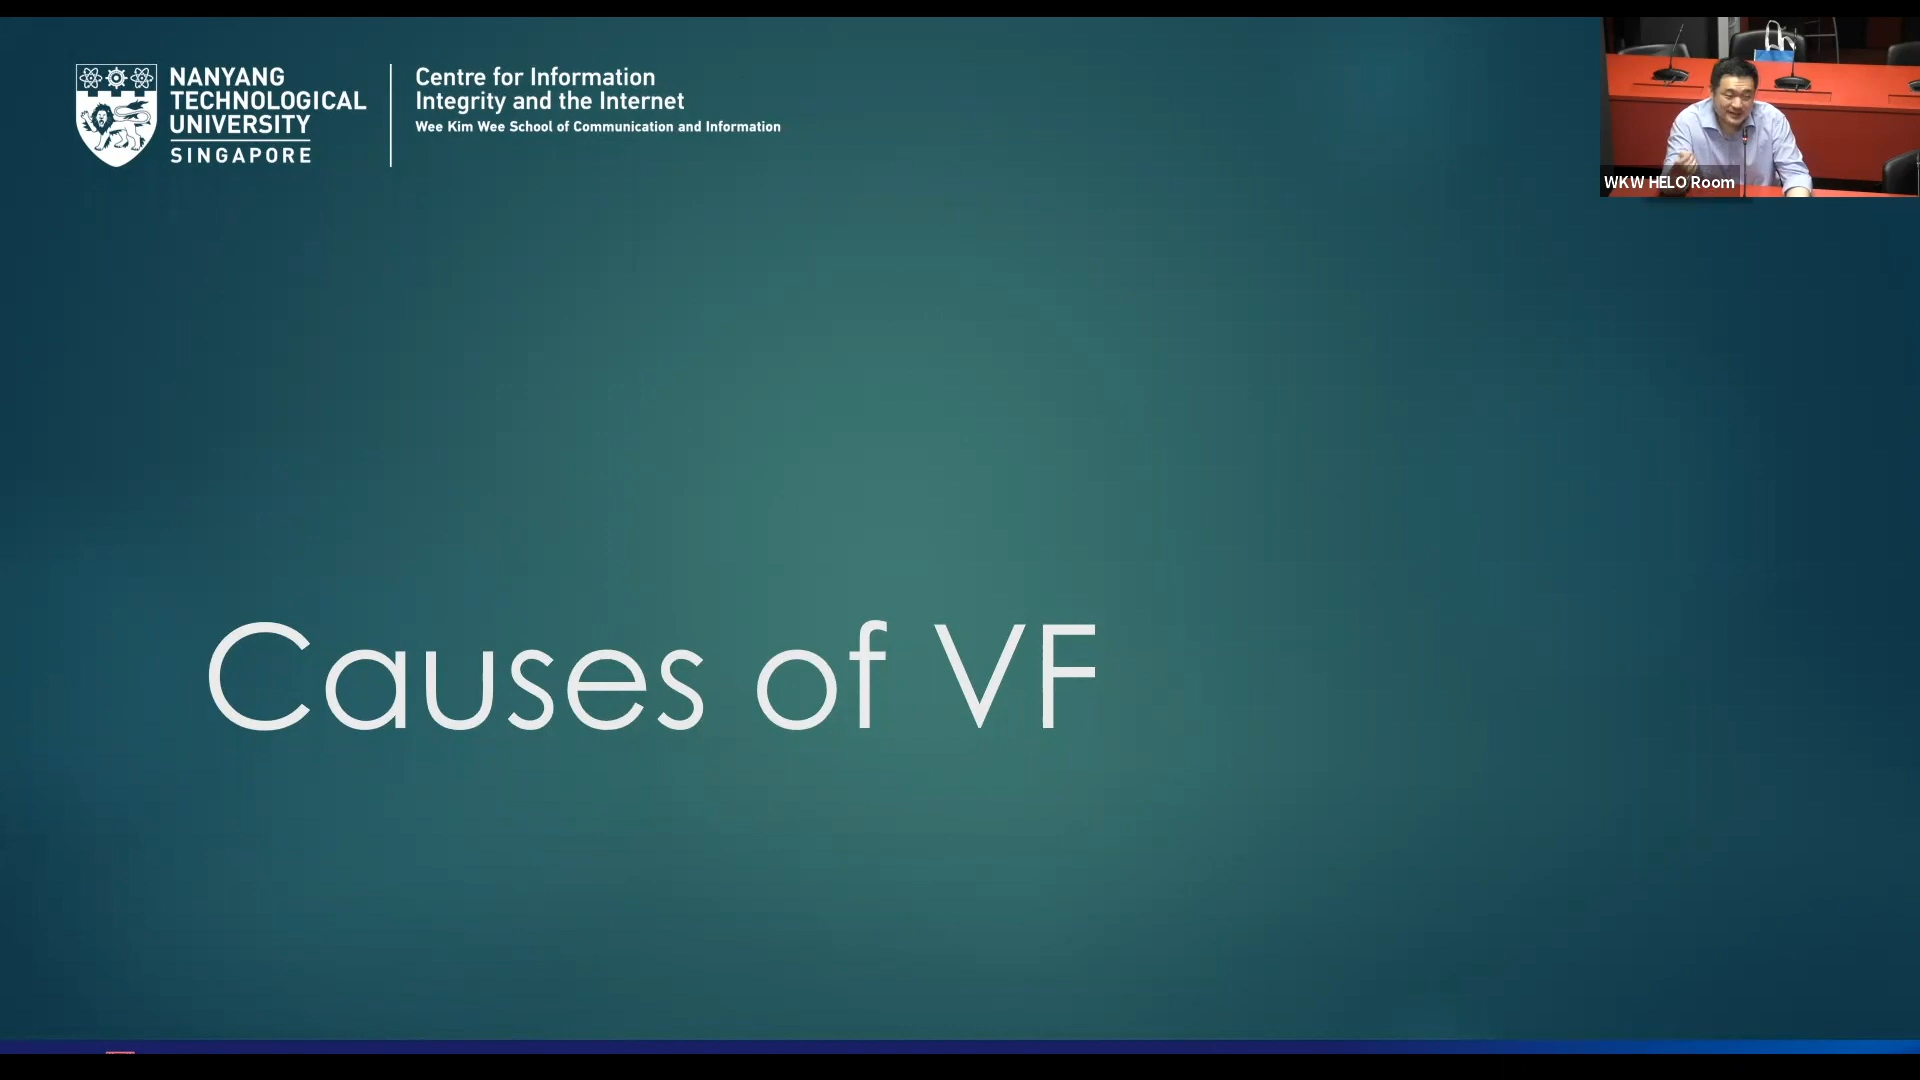 NANYANG
TECHNOLOGICAL
UNIVERSITY
SINGAPORE
Centre for Information
Integrity and the Internet
Wee Kim Wee School of Communication and Information
WKW HELO Room
Causes of VF